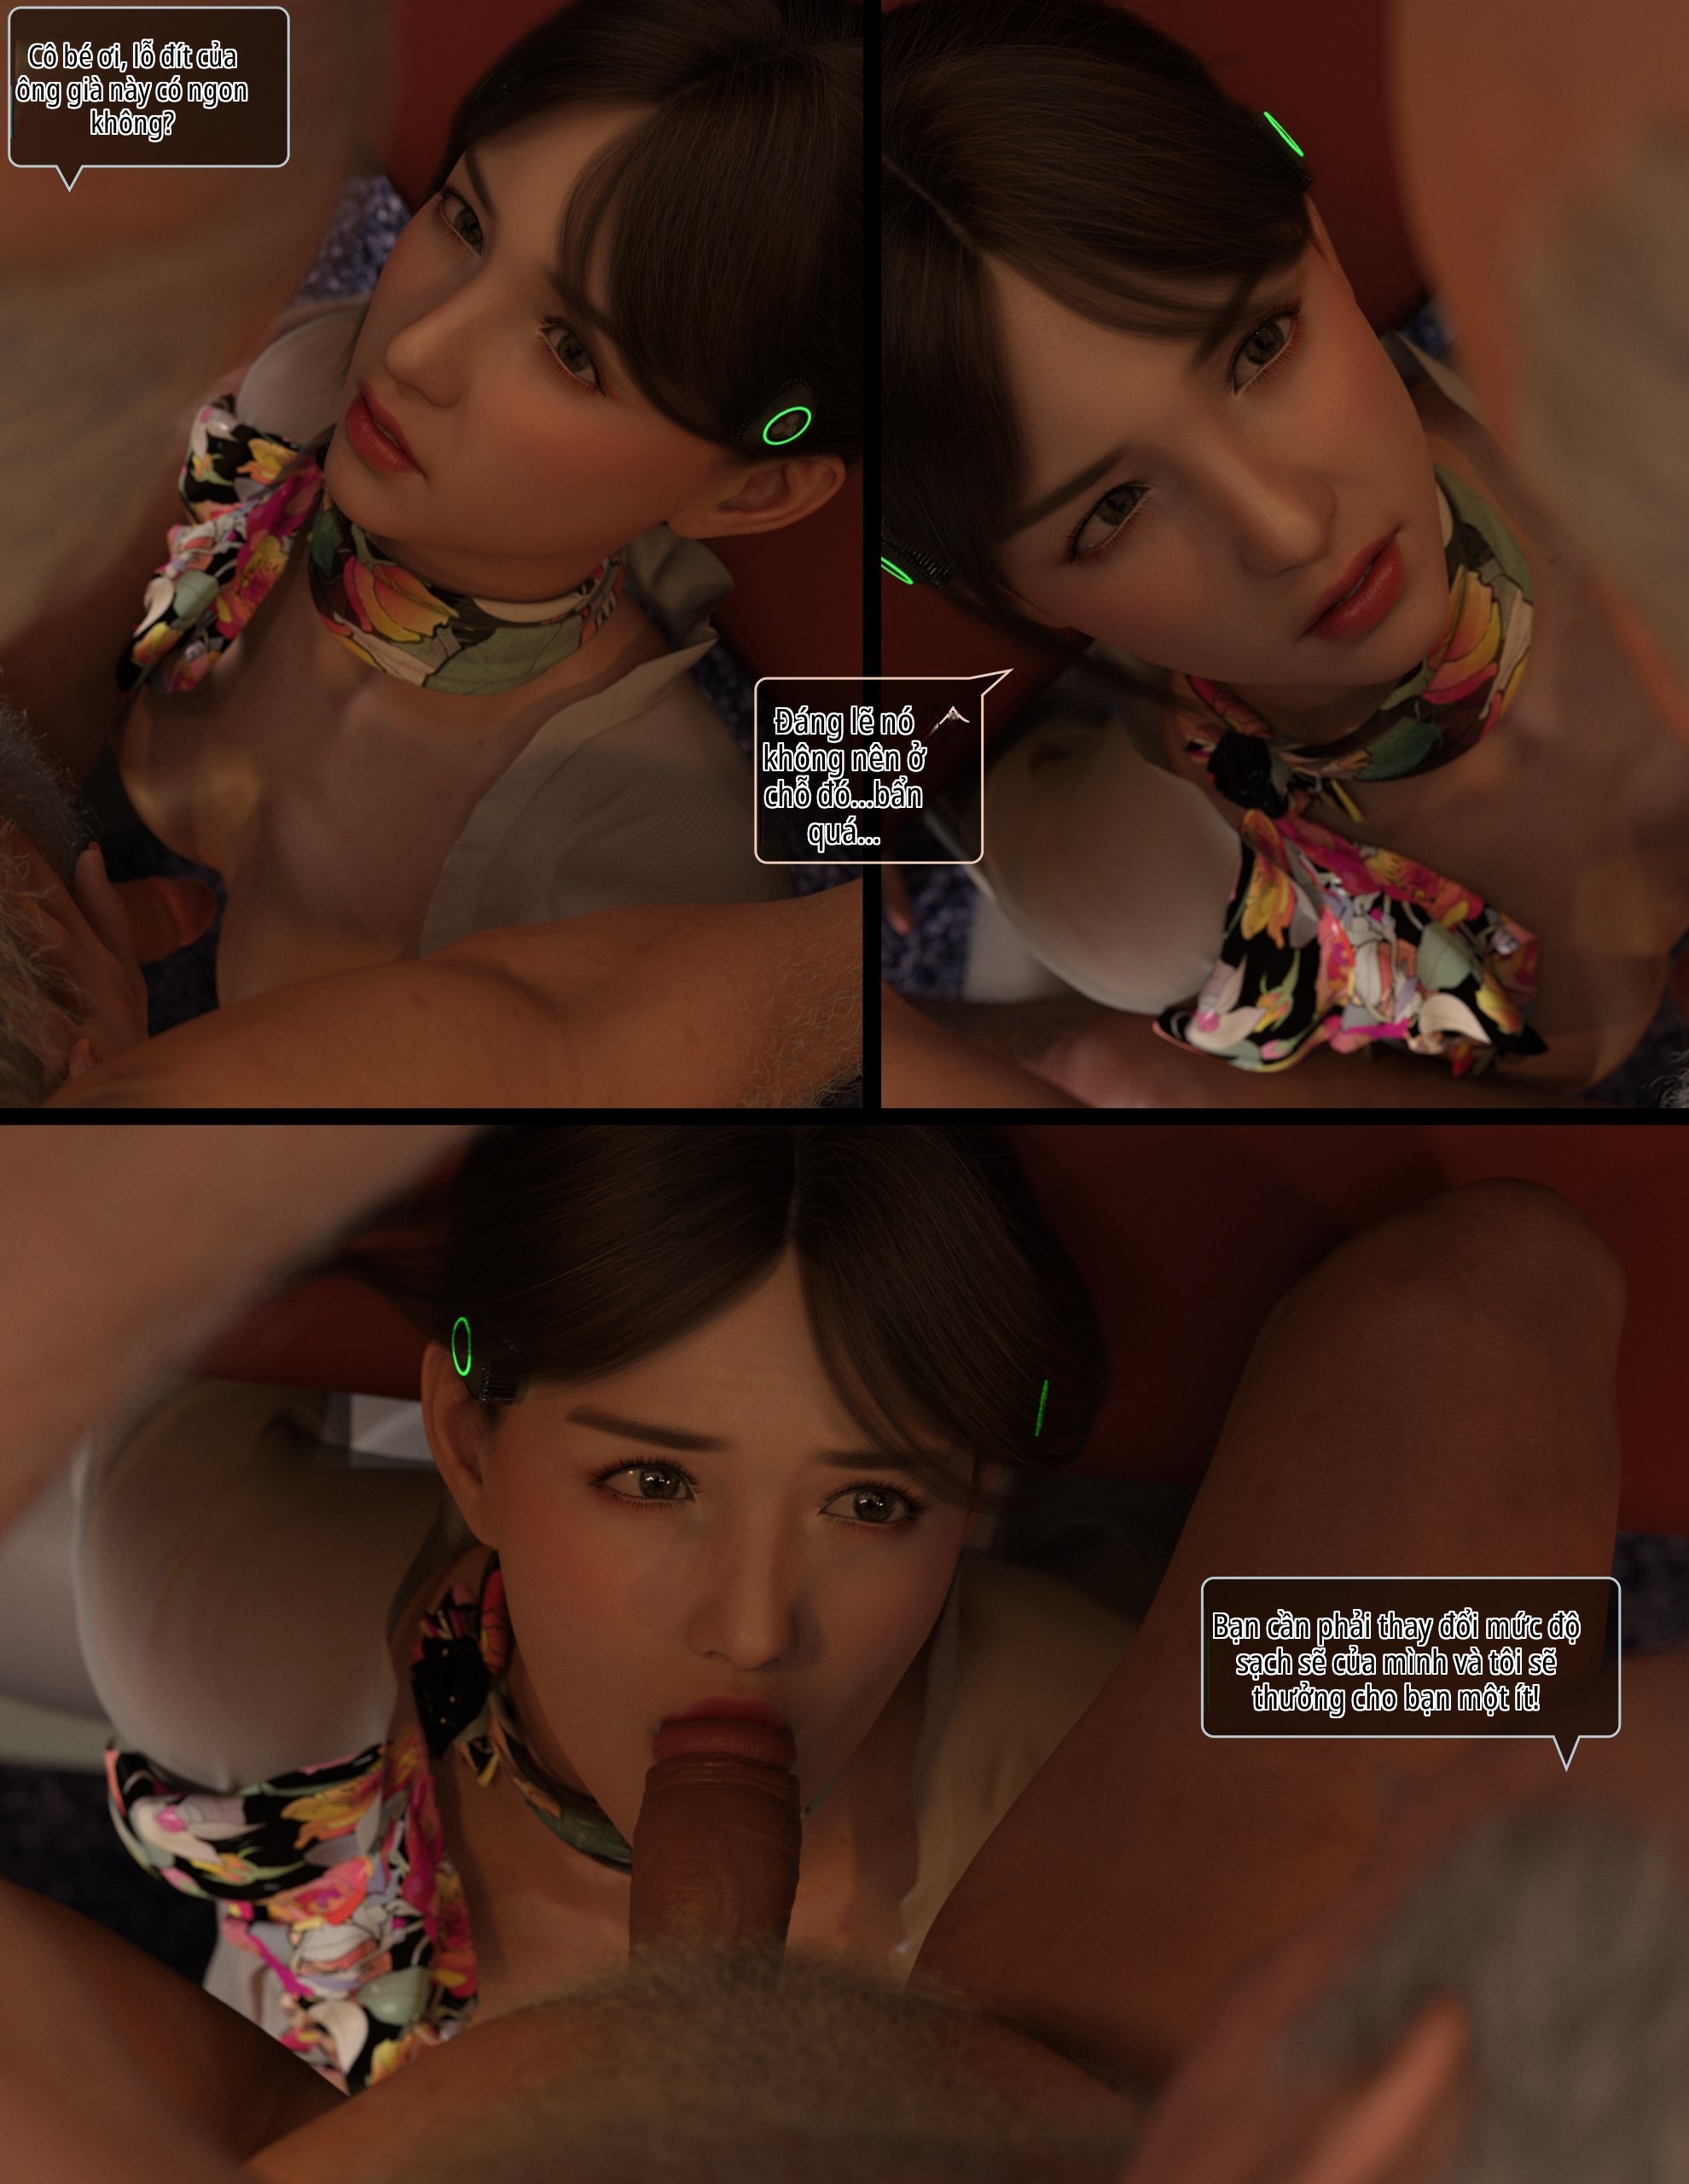 Cô bé ơi, lỗ đít của
ông già này có ngon
không?
Đáng lẽ nó
không nên ở
chỗ đó...bẩn
quá...
Bạn cần phải thay đổi mức độ
sạch sẽ của mình và tôi sẽ
thưởng cho bạn một ít!